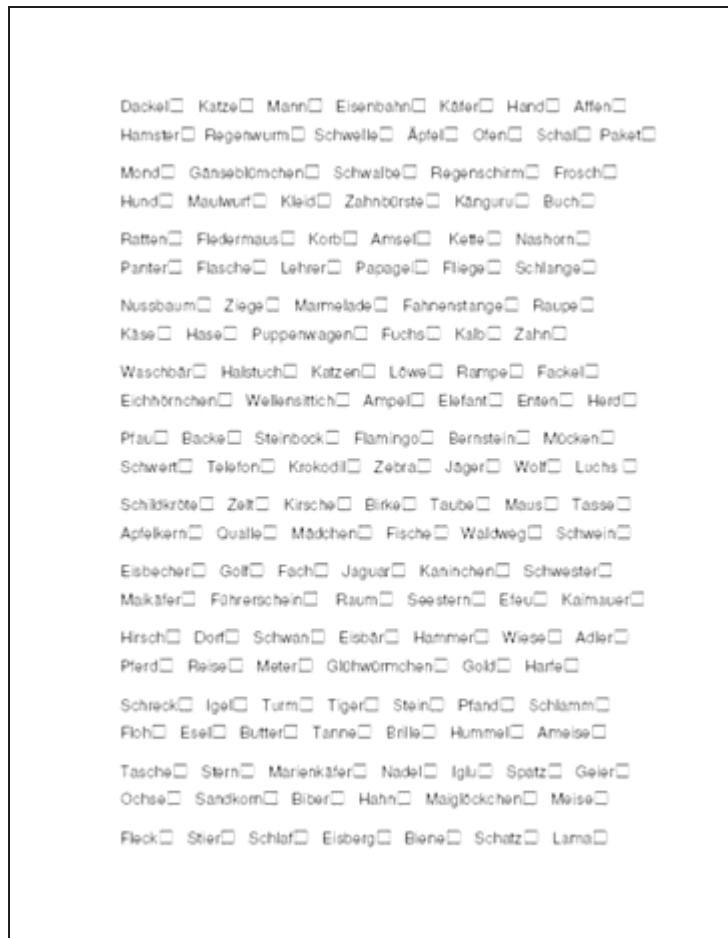 Dackel□ Katze□ Mann□ Eisenbahn□ Käfer□ Hand□ Affen□
Hamster□ Regenwurm□ Schwelle□ Äpfel□ Ofen□ Schal□ Paket□
Mond□ Gänseblümchen□ Schwalbe□ Regenschirm□ Frosch□
Hund□ Maulwurf□ Kleid□ Zahnbürste□ Känguru□ Buch□
Ratten□ Fledermaus□ Korb□ Amsel□ Kette□ Nashorn□
Panter□ Flasche□ Lehrer□ Papagei□ Fliege□ Schlange□
Nussbaum□ Ziege□ Marmelade□ Fahnenstange□ Raupe□
Käse□ Hase□ Puppenwagen□ Fuchs□ Kalb□ Zahn□
Waschbär□ Halstuch□ Katzen□ Löwe□ Rampe□ Fackel□
Eichhörnchen□ Wellensittich□ Ampel□ Elefant□ Enten□ Herd□
Pfau□ Backe□ Steinbock□ Flamingo□ Bernstein□ Mücken□
Schwert□ Telefon□ Krokodil□ Zebra□ Jäger□ Wolf□ Luchs □
Schildkröte□ Zelt□ Kirsche□ Birke□ Taube□ Maus□ Tasse□
Apfelkern□ Qualle□ Mädchen□ Fische□ Waldweg□ Schwein□
Eisbecher□ Golf□ Fach□ Jaguar□ Kaninchen□ Schwester□
Maikäfer□ Führerschein□ Raum□ Seestern□ Efeu□ Kaimauer□
Hirsch□ Dorf□ Schwan□ Eisbär□ Hammer□ Wiese□ Adler□
Pferd□ Reise□ Meter□ Glühwürmchen□ Gold□ Harfe□
Schreck□ Igel□ Turm□ Tiger□ Stein□ Pfand□ Schlamm□
Floh□ Esel□ Butter□ Tanne□ Brille□ Hummel□ Ameise□
Tasche□ Stern□ Marienkäfer□ Nadel□ Iglu□ Spatz□ Geier□
Ochse□ Sandkorn□ Biber□ Hahn□ Maiglöckchen□ Meise□
Fleck□ Stier□ Schlaf□ Eisberg□ Biene□ Schatz□ Lama□